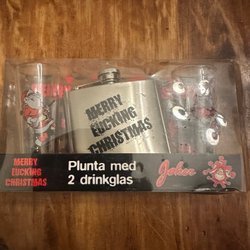 MERRY
FUCKING
CHRISTMAS
MERRY
FUCKING
CHRISTMAS
Plunta med
2 drinkglas
Joker